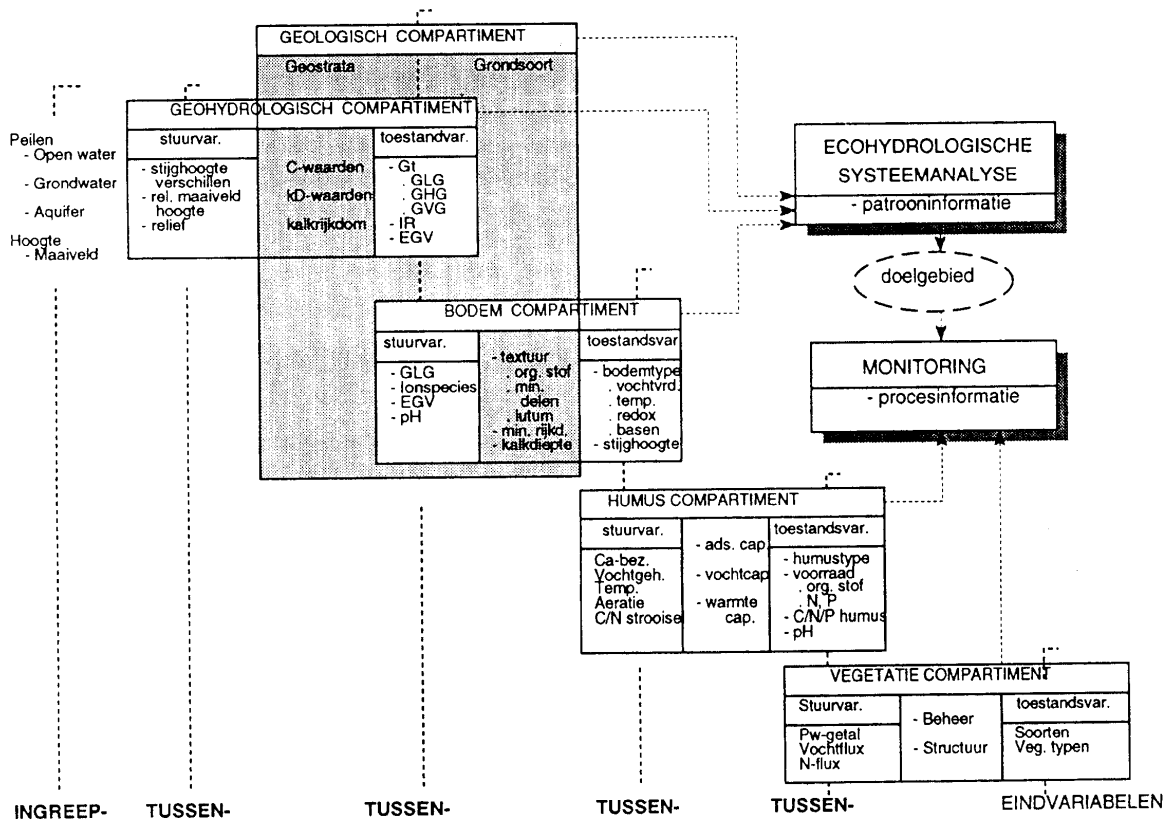 GEOLOGISCH COMPARTIMENT
Geostrata
Grondsoort
GEOHYDROLOGISCH COMPARTIMENT
stuurvar.
- stijghoogte
verschillen
- rel. maaiveld
hoogte
- relief
C-waarden
kD-waarden
kalkrijkdom
toestandvar.
- Gt
. GLG
. GHG
. GVG
- IR
- EGV
Peilen
- Open water
- Grondwater
- Aquifer
Hoogte
- Maaiveld
ECOHYDROLOGISCHE
SYSTEEMANALYSE
- patrooninformatie
doelgebied
MONITORING
- procesinformatie
BODEM COMPARTIMENT
stuurvar.
- GLG
- Ionspecies
- EGV
- pH
- textuur
. org. stof
. min.
delen
. lutum
- min. rijkd.
- kalkdiepte
toestandsvar
- bodemtype
. vochtvrd.
. temp.
. redox
. basen
- stijghoogte
HUMUS COMPARTIMENT
stuurvar.
Ca-bez.
Vochtgeh.
Temp.
Aeratie
C/N strooise
- ads. cap.
- vochtcap
- warmte
cap.
toestandsvar.
- humustype
- voorraad
. org. stof
. N, P
- C/N/P humus
- pH
VEGETATIE COMPARTIMENT
Stuurvar.
Pw-getal
Vochtflux
N-flux
- Beheer
- Structuur
toestandsvar.
Soorten
Veg. typen
INGREEP-
TUSSEN-
TUSSEN-
TUSSEN-
TUSSEN-
EINDVARIABELEN